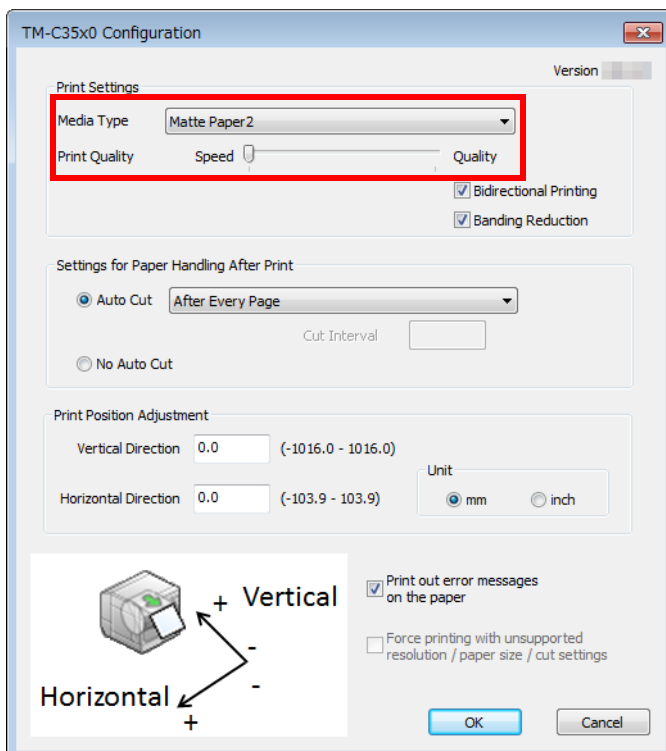 TM-C35x0 Configuration
Version
Print Settings
Media Type Matte Paper2
Print Quality Speed Quality
Bidirectional Printing
Banding Reduction
Settings for Paper Handling After Print
Auto Cut After Every Page
Cut Interval
No Auto Cut
Print Position Adjustment
Vertical Direction 0.0 (-1016.0 - 1016.0)
Unit
Horizontal Direction 0.0 (-103.9 - 103.9) mm inch
+ Vertical
-
-
Horizontal
+
Print out error messages
on the paper
Force printing with unsupported
resolution / paper size / cut settings
OK Cancel